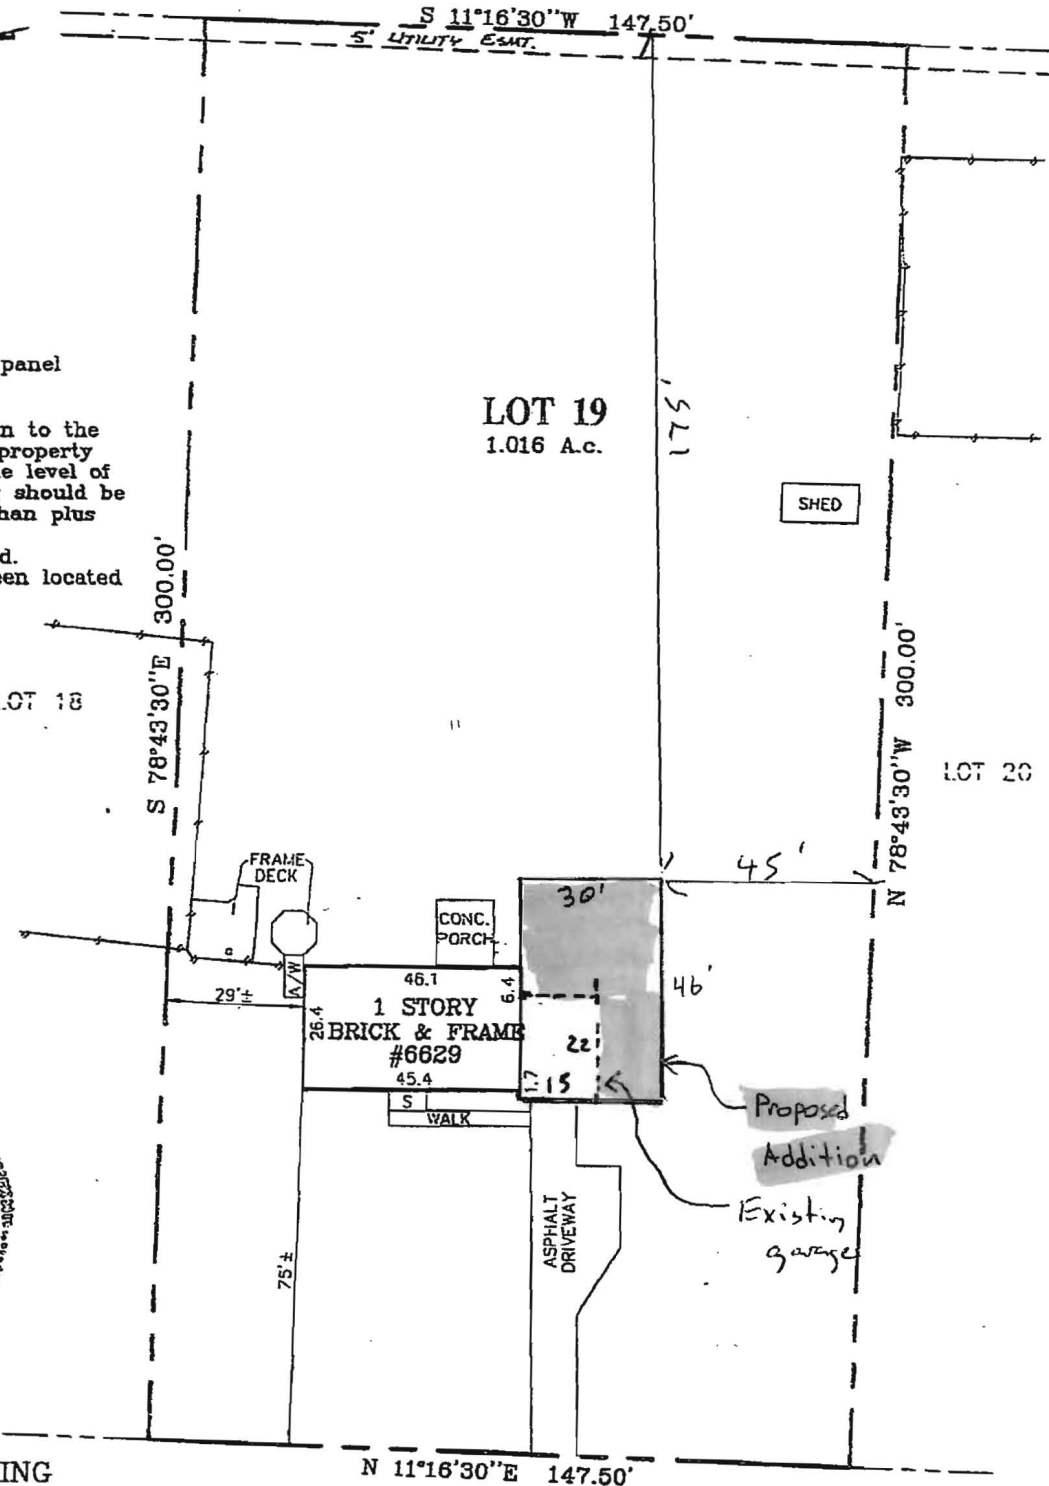 S 11°16'30"W 147.50'
5' UTILITY ESMT.
panel
n to the
property
e level of
should be
han plus
d.
en located
LOT 19
1.016 A.c.
175'
SHED
S 78°43'30"E 300.00'
N 78°43'30"W 300.00'
LOT 18
LOT 20
FRAME
DECK
CONC.
PORCH
30'
45'
46'
A/W
29'±
46.1
6.4
26.4
1 STORY
BRICK & FRAME
#6629
45.4
22
1.7
15
S
WALK
Proposed
Addition
Existing
garage
ASPHALT
DRIVEWAY
75'±
ING
N 11°16'30"E 147.50'